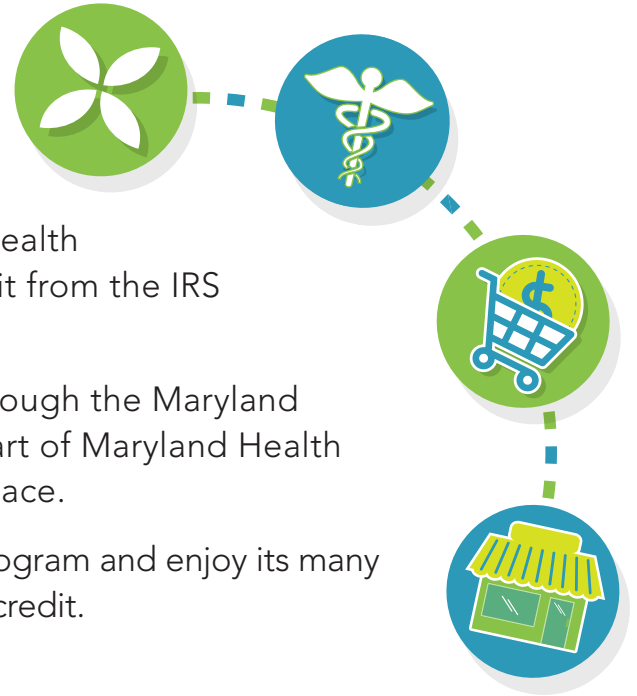 ealth
it from the IRS
ough the Maryland
art of Maryland Health
ace.
ogram and enjoy its many
credit.